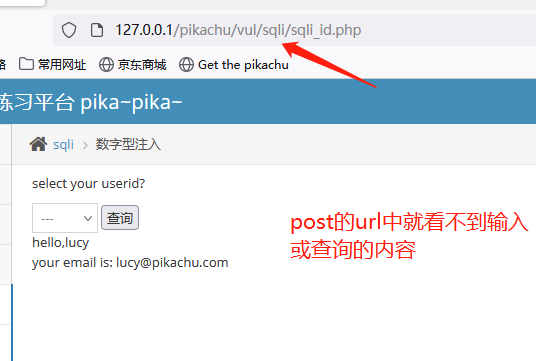 127.0.0.1/pikachu/vul/sqli/sqli_id.php
常用网址 京东商城 Get the pikachu
练习平台 pika~pika~
sqli > 数字型注入
select your userid?
--- 查询
hello,lucy
your email is: lucy@pikachu.com
post的url中就看不到输入
或查询的内容